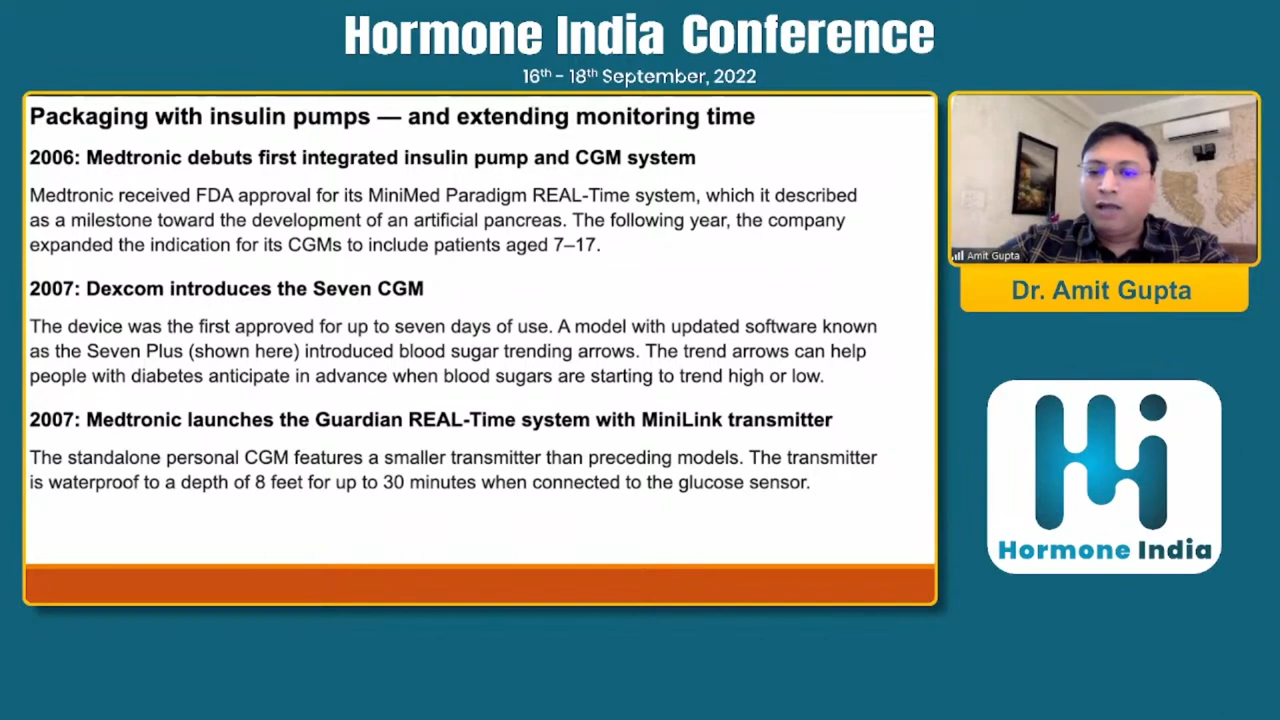 Hormone India Conference
16th - 18th September, 2022
Packaging with insulin pumps — and extending monitoring time
2006: Medtronic debuts first integrated insulin pump and CGM system
Medtronic received FDA approval for its MiniMed Paradigm REAL-Time system, which it described
as a milestone toward the development of an artificial pancreas. The following year, the company
expanded the indication for its CGMs to include patients aged 7–17.
2007: Dexcom introduces the Seven CGM
The device was the first approved for up to seven days of use. A model with updated software known
as the Seven Plus (shown here) introduced blood sugar trending arrows. The trend arrows can help
people with diabetes anticipate in advance when blood sugars are starting to trend high or low.
2007: Medtronic launches the Guardian REAL-Time system with MiniLink transmitter
The standalone personal CGM features a smaller transmitter than preceding models. The transmitter
is waterproof to a depth of 8 feet for up to 30 minutes when connected to the glucose sensor.
Amit Gupta
Dr. Amit Gupta
Hi
Hormone India